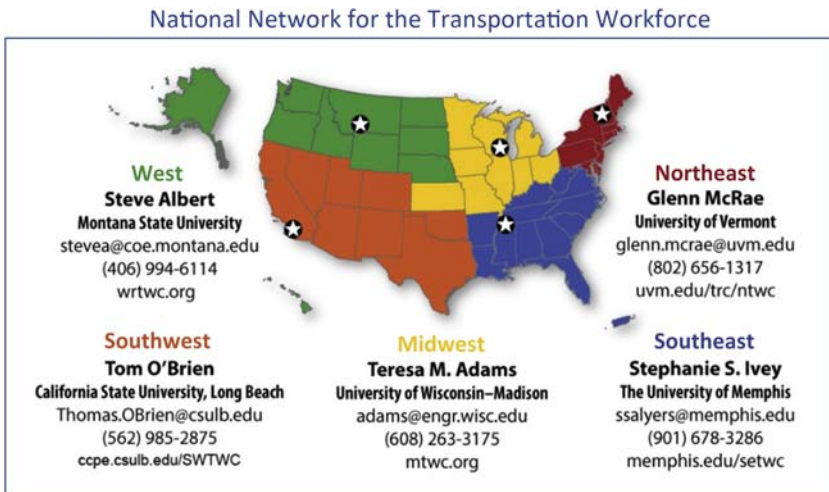 National Network for the Transportation Workforce
West
Steve Albert
Montana State University
stevea@coe.montana.edu
(406) 994-6114
wrtwc.org
Northeast
Glenn McRae
University of Vermont
glenn.mcrae@uvm.edu
(802) 656-1317
uvm.edu/trc/ntwc
Southwest
Tom O’Brien
California State University, Long Beach
Thomas.OBrien@csulb.edu
(562) 985-2875
ccpe.csulb.edu/SWTWC
Midwest
Teresa M. Adams
University of Wisconsin–Madison
adams@engr.wisc.edu
(608) 263-3175
mtwc.org
Southeast
Stephanie S. Ivey
The University of Memphis
ssalyers@memphis.edu
(901) 678-3286
memphis.edu/setwc